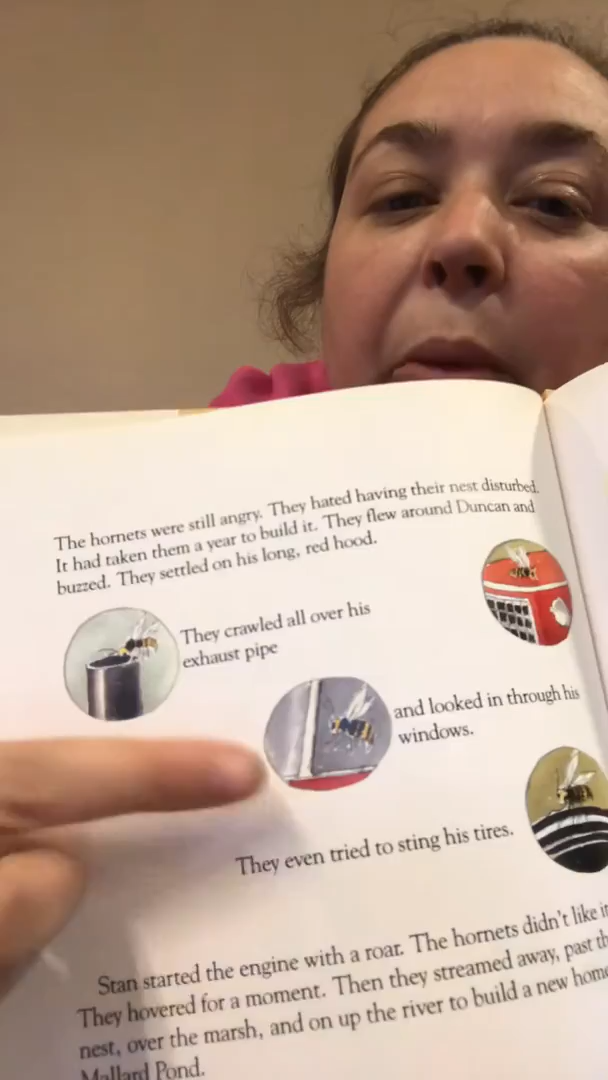 The hornets were still angry. They hated having their nest disturbed.
It had taken them a year to build it. They flew around Duncan and
buzzed. They settled on his long, red hood.
They crawled all over his
exhaust pipe
and looked in through his
windows.
They even tried to sting his tires.
Stan started the engine with a roar. The hornets didn't like it
They hovered for a moment. Then they streamed away, past
nest, over the marsh, and on up the river to build a new home
Mallard Pond.